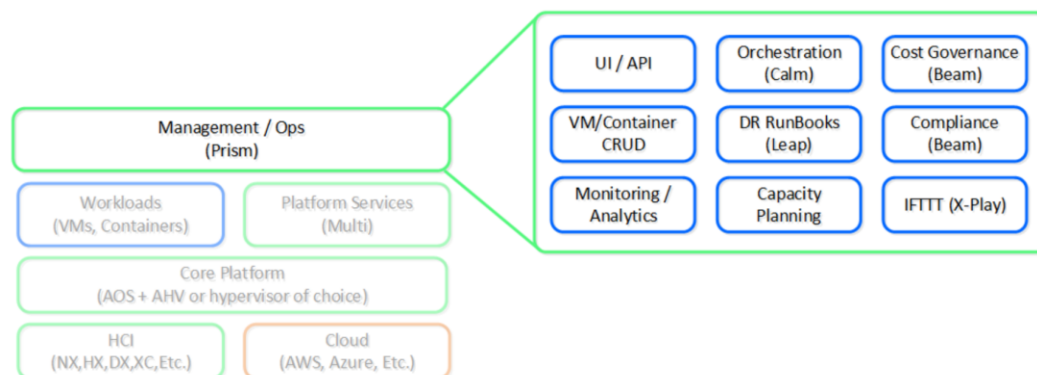 Management / Ops
(Prism)
Workloads
(VMs, Containers)
Platform Services
(Multi)
Core Platform
(AOS + AHV or hypervisor of choice)
HCI
(NX,HX,DX,XC,Etc.)
Cloud
(AWS, Azure, Etc.)
UI / API
Orchestration
(Calm)
Cost Governance
(Beam)
VM/Container
CRUD
DR RunBooks
(Leap)
Compliance
(Beam)
Monitoring /
Analytics
Capacity
Planning
IFTTT (X-Play)